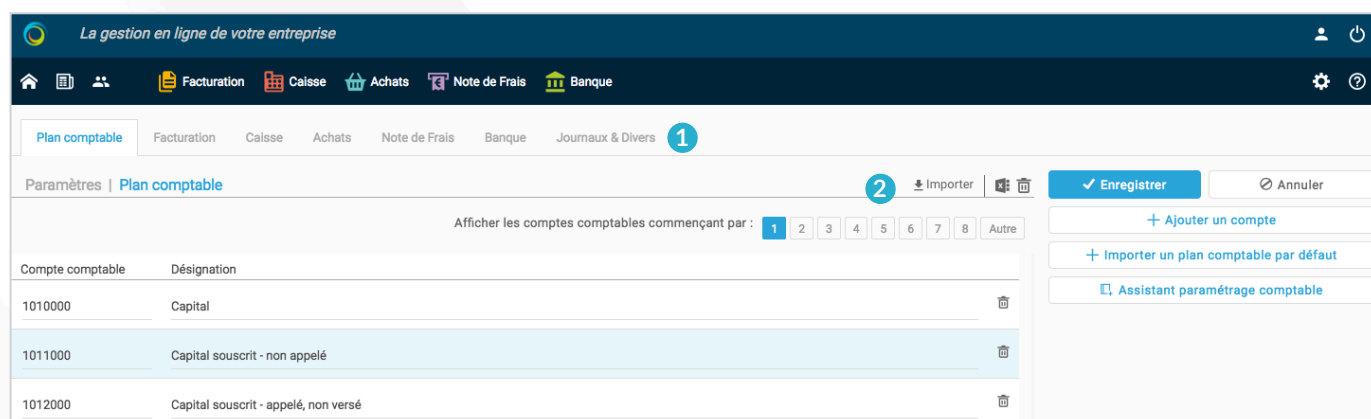 La gestion en ligne de votre entreprise
Facturation Caisse Achats Note de Frais Banque
Plan comptable Facturation Caisse Achats Note de Frais Banque Journaux & Divers 1
Paramètres | Plan comptable 2 Importer Enregistrer Annuler
Afficher les comptes comptables commençant par : 1 2 3 4 5 6 7 8 Autre
+ Ajouter un compte
+ Importer un plan comptable par défaut
Assistant paramétrage comptable
Compte comptable Désignation
1010000 Capital
1011000 Capital souscrit - non appelé
1012000 Capital souscrit - appelé, non versé